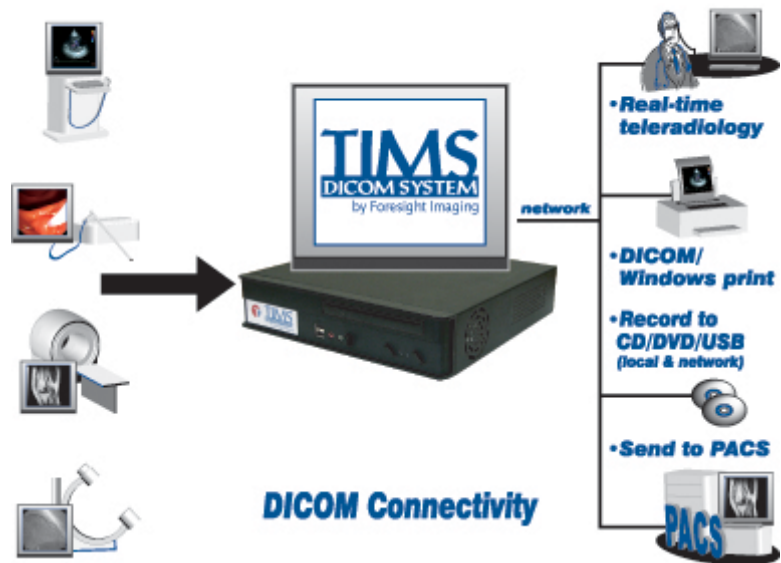 TIMS
DICOM SYSTEM
by Foresight Imaging
TIMS
network
•Real-time
teleradiology
•DICOM/
Windows print
•Record to
CD/DVD/USB
(local & network)
•Send to PACS
PACS
DICOM Connectivity